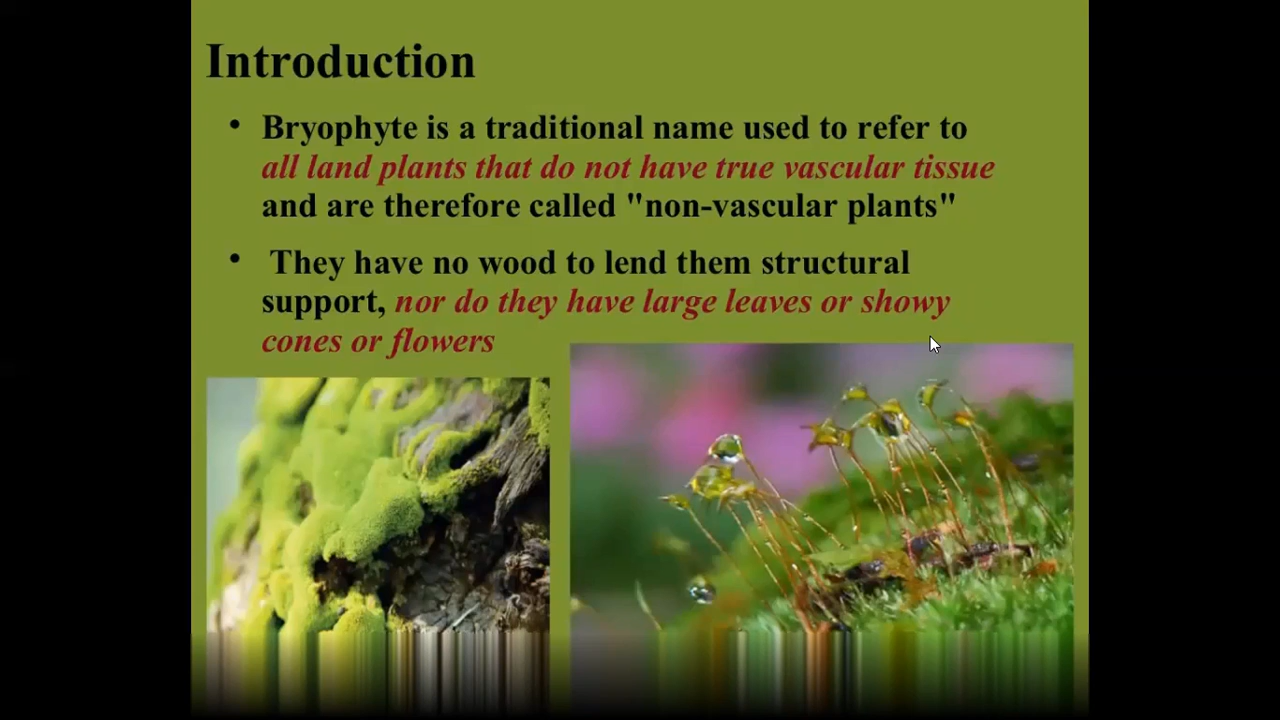 Introduction
• Bryophyte is a traditional name used to refer to
all land plants that do not have true vascular tissue
and are therefore called "non-vascular plants"
• They have no wood to lend them structural
support, nor do they have large leaves or showy
cones or flowers